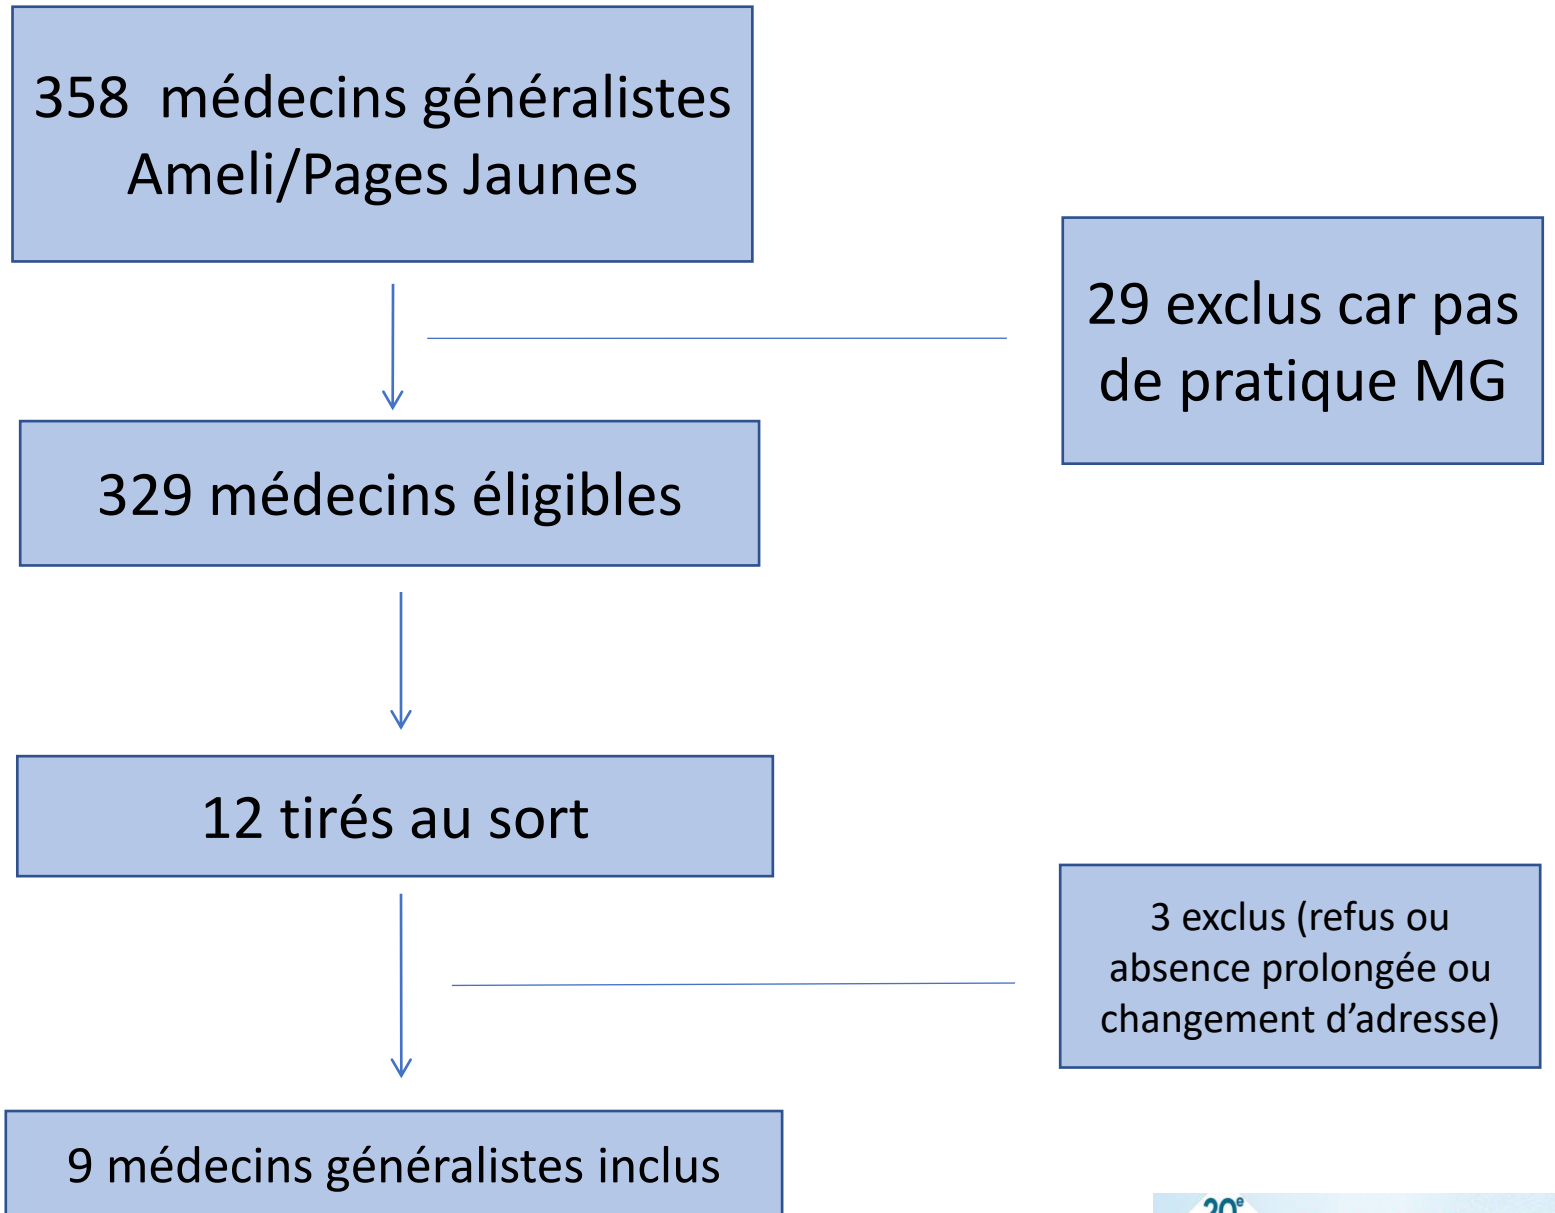 358 médecins généralistes
Ameli/Pages Jaunes
29 exclus car pas
de pratique MG
329 médecins éligibles
12 tirés au sort
3 exclus (refus ou
absence prolongée ou
changement d’adresse)
9 médecins généralistes inclus
20e